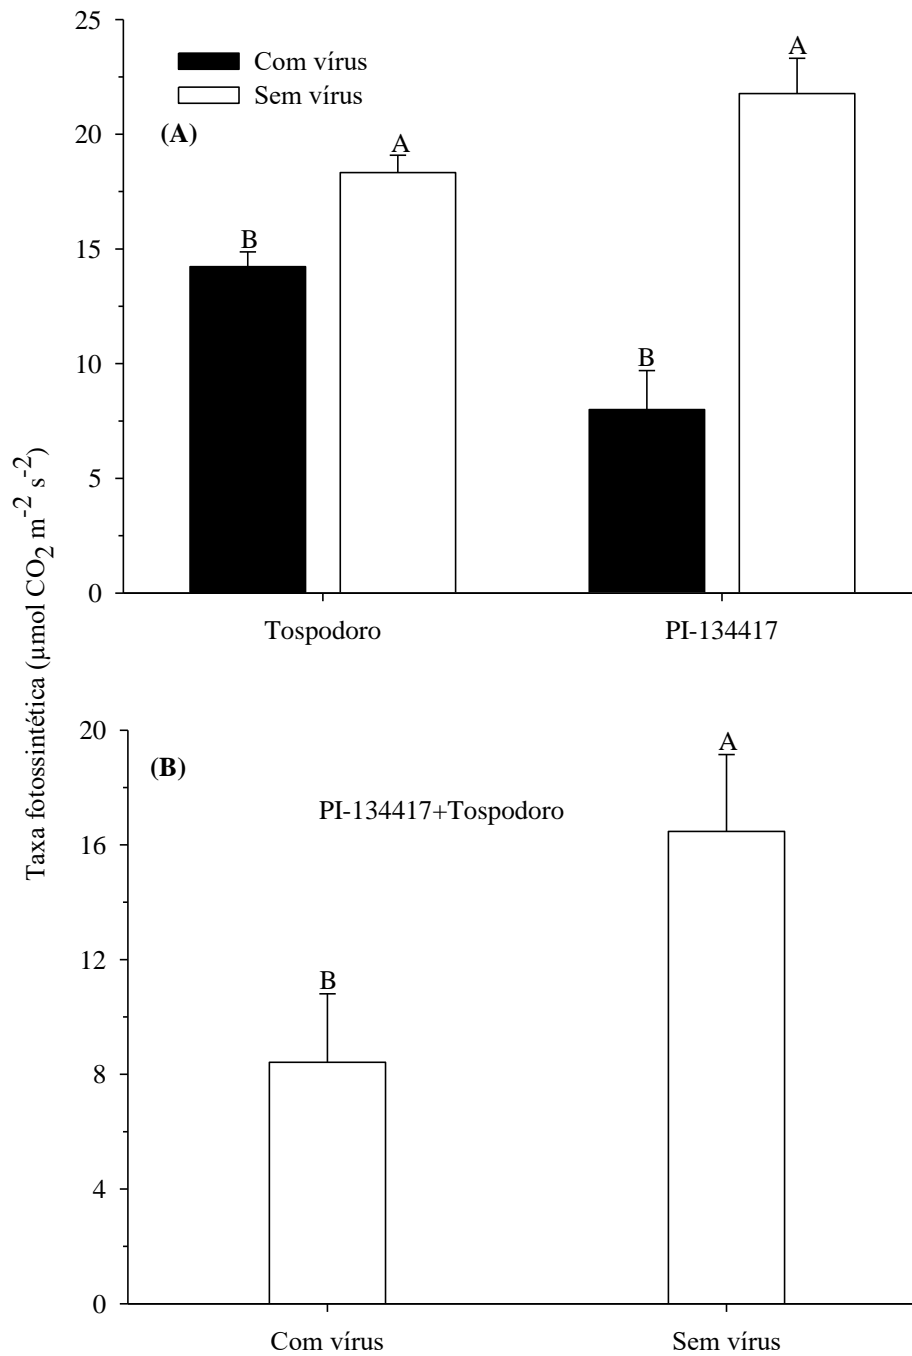 25
Com vírus
Sem vírus
A
(A)
20
A
B
15
10
B
5
0
Tospodoro
PI-134417
Taxa fotossintética (µmol CO2 m-2 s-2)
20
A
(B)
PI-134417+Tospodoro
16
12
B
8
4
0
Com vírus
Sem vírus